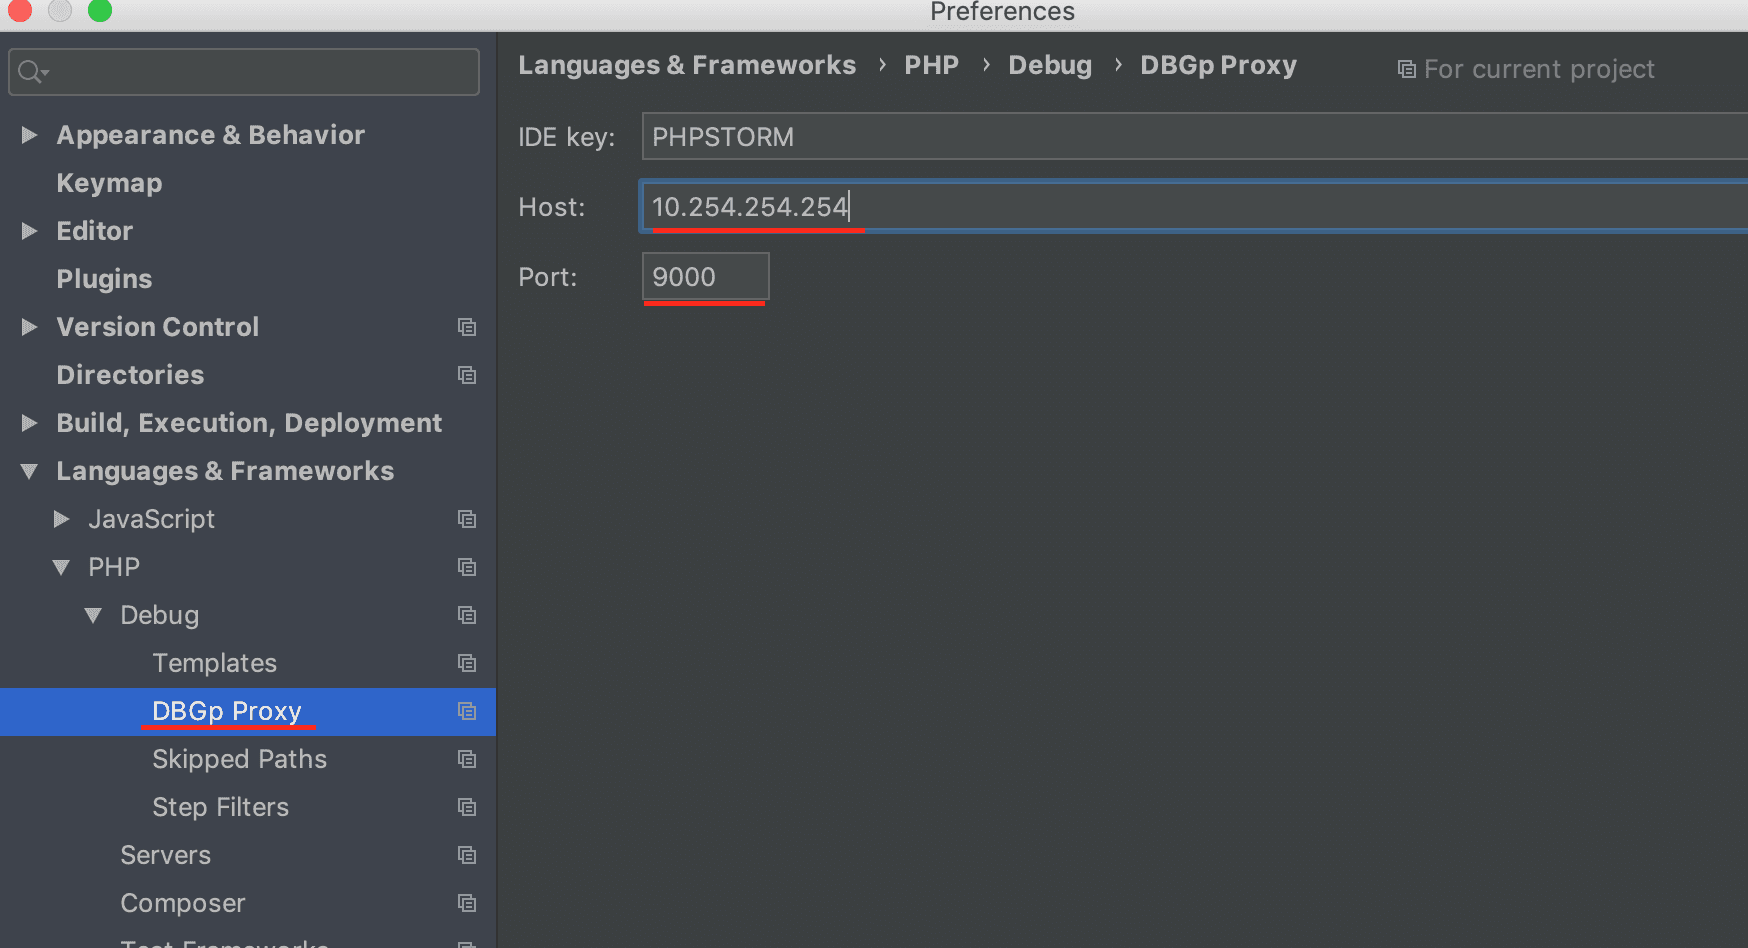 Preferences
Languages & Frameworks › PHP › Debug › DBGp Proxy
For current project
IDE key: PHPSTORM
Host: 10.254.254.254
Port: 9000
Appearance & Behavior
Keymap
Editor
Plugins
Version Control
Directories
Build, Execution, Deployment
Languages & Frameworks
JavaScript
PHP
Debug
Templates
DBGp Proxy
Skipped Paths
Step Filters
Servers
Composer
Test Frameworks